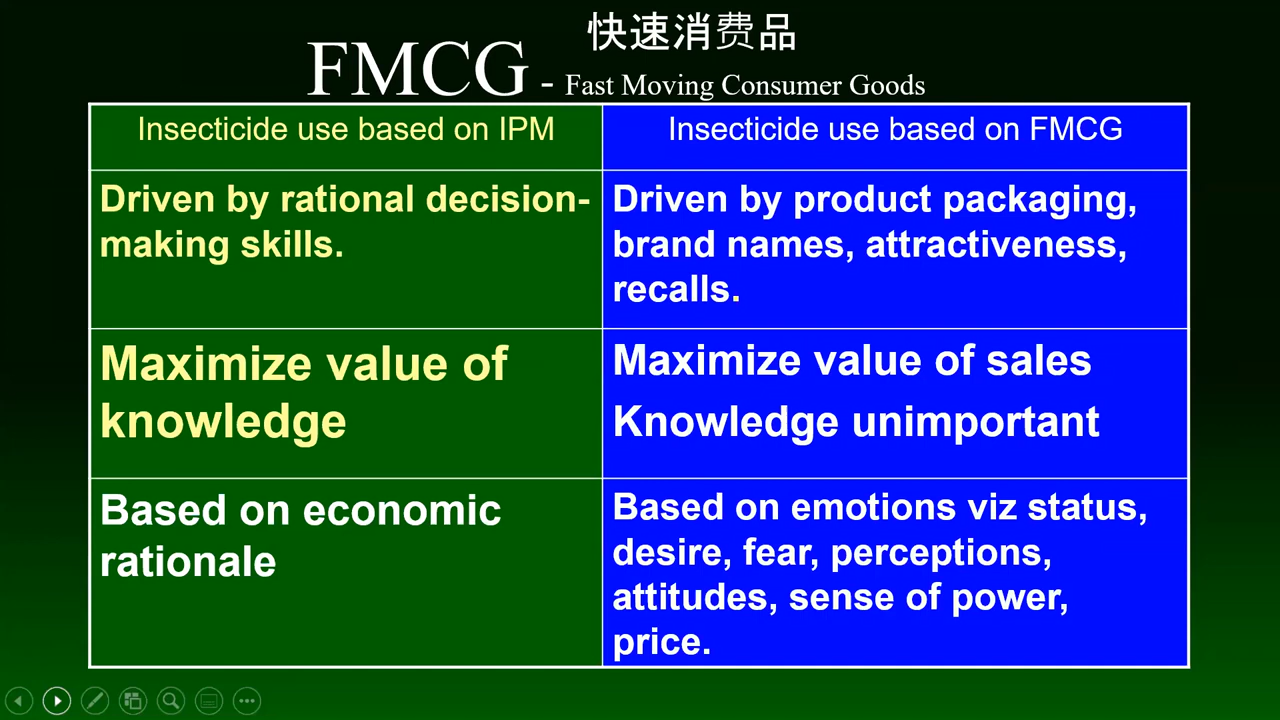 快速消费品
FMCG - Fast Moving Consumer Goods
Insecticide use based on IPM
Insecticide use based on FMCG
Driven by rational decision-
making skills.
Driven by product packaging,
brand names, attractiveness,
recalls.
Maximize value of
knowledge
Maximize value of sales
Knowledge unimportant
Based on economic
rationale
Based on emotions viz status,
desire, fear, perceptions,
attitudes, sense of power,
price.